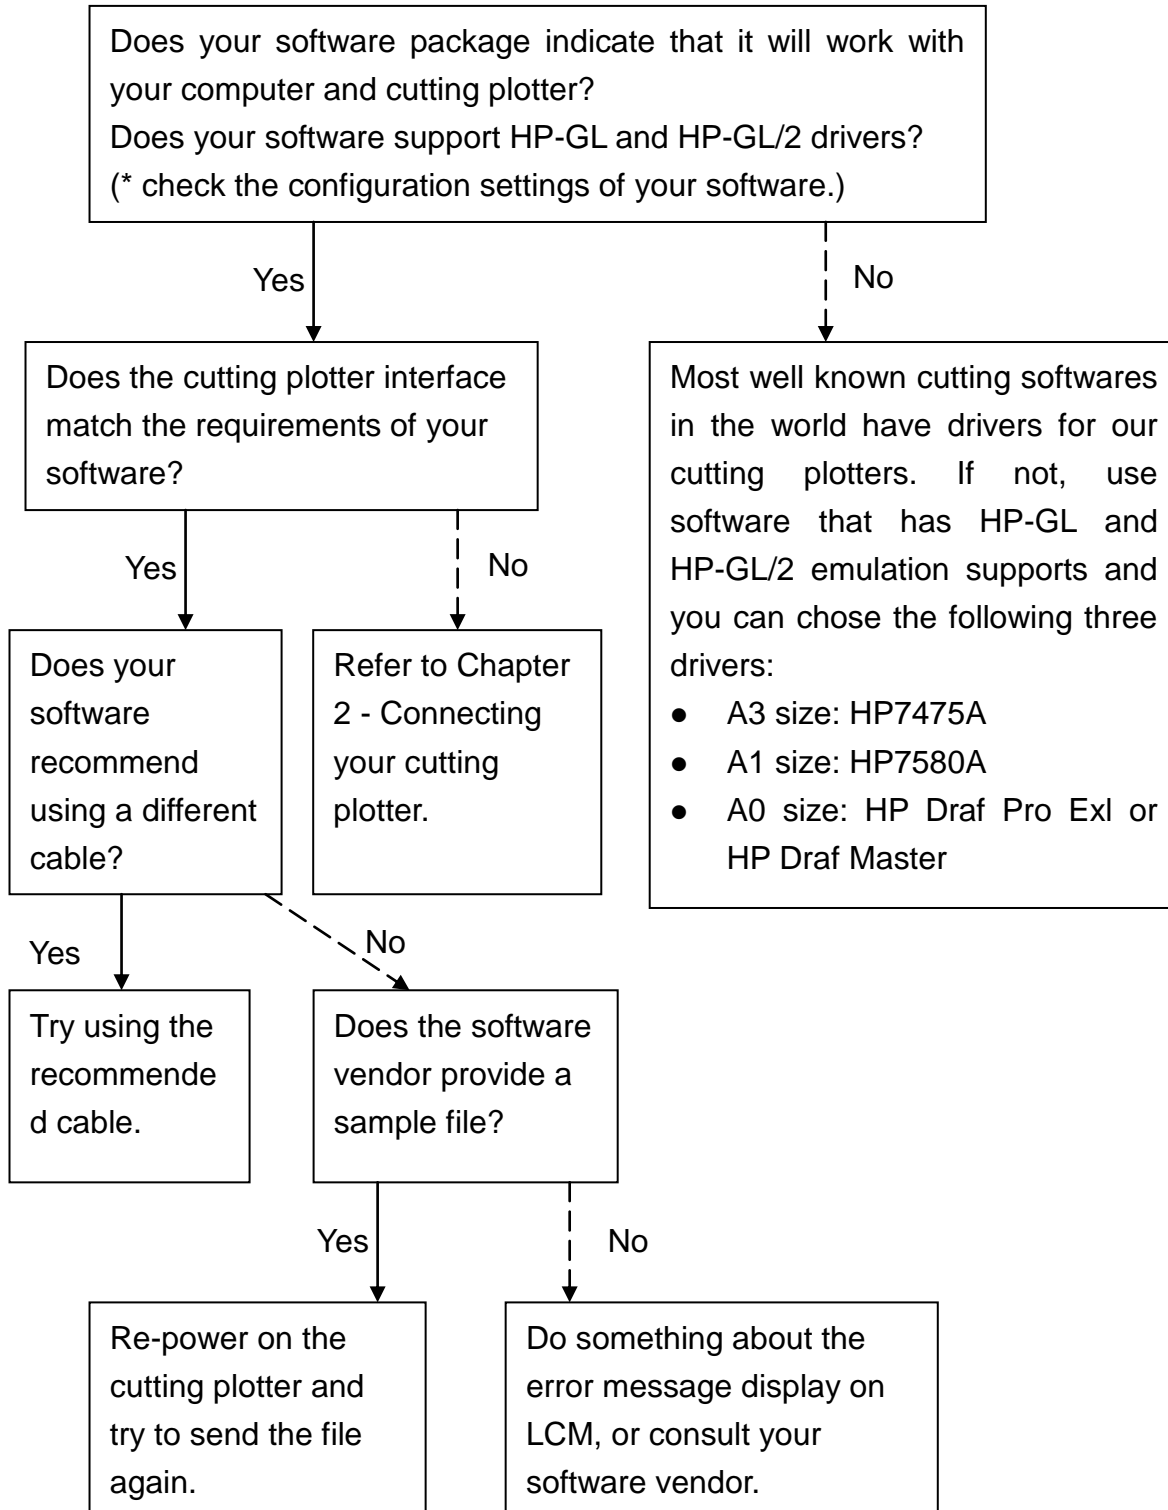 Does your software package indicate that it will work with
your computer and cutting plotter?
Does your software support HP-GL and HP-GL/2 drivers?
(* check the configuration settings of your software.)
Yes
No
Does the cutting plotter interface
match the requirements of your
software?
Most well known cutting softwares
in the world have drivers for our
cutting plotters. If not, use
software that has HP-GL and
HP-GL/2 emulation supports and
you can chose the following three
drivers:
● A3 size: HP7475A
● A1 size: HP7580A
● A0 size: HP Draf Pro Exl or
HP Draf Master
Yes
No
Does your
software
recommend
using a different
cable?
Refer to Chapter
2 - Connecting
your cutting
plotter.
Yes
No
Try using the
recommende
d cable.
Does the software
vendor provide a
sample file?
Yes
No
Re-power on the
cutting plotter and
try to send the file
again.
Do something about the
error message display on
LCM, or consult your
software vendor.